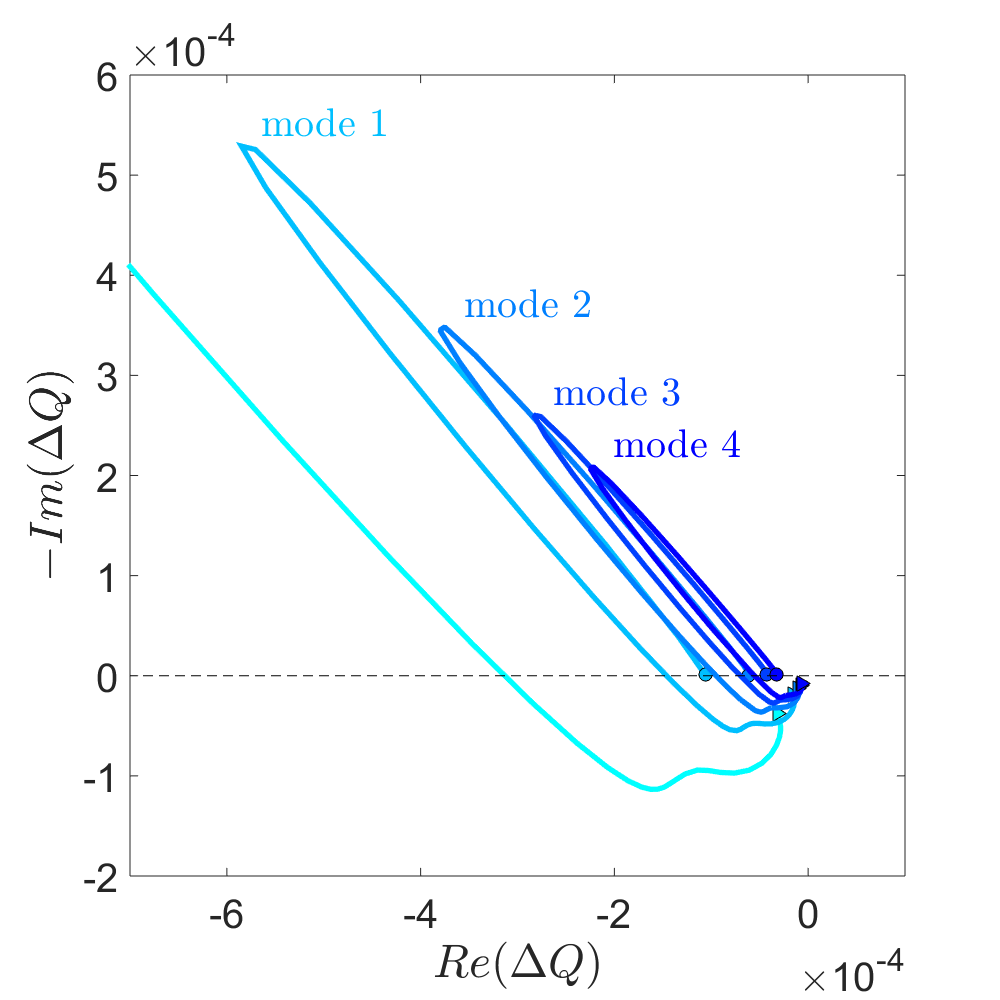 ×10⁻⁴
6
mode 1
5
4
mode 2
3
mode 3
mode 4
2
1
0
-1
-2
−Im(ΔQ)
-6 -4 -2 0
Re(ΔQ)
×10⁻⁴